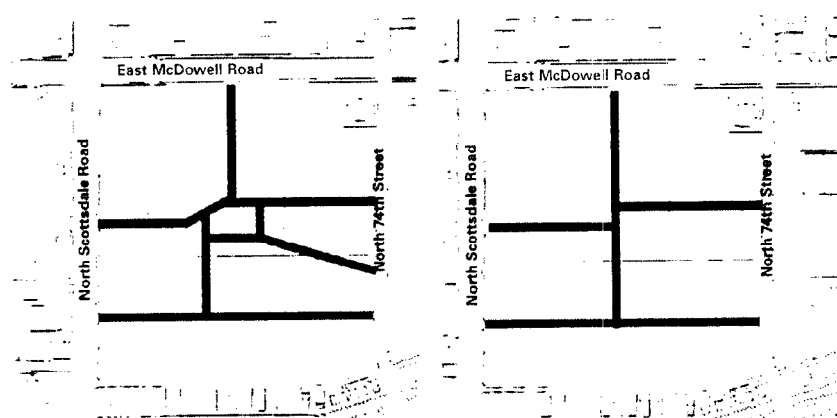 East McDowell Road
North Scottsdale Road
North 74th Street
East McDowell Road
North Scottsdale Road
North 74th Street